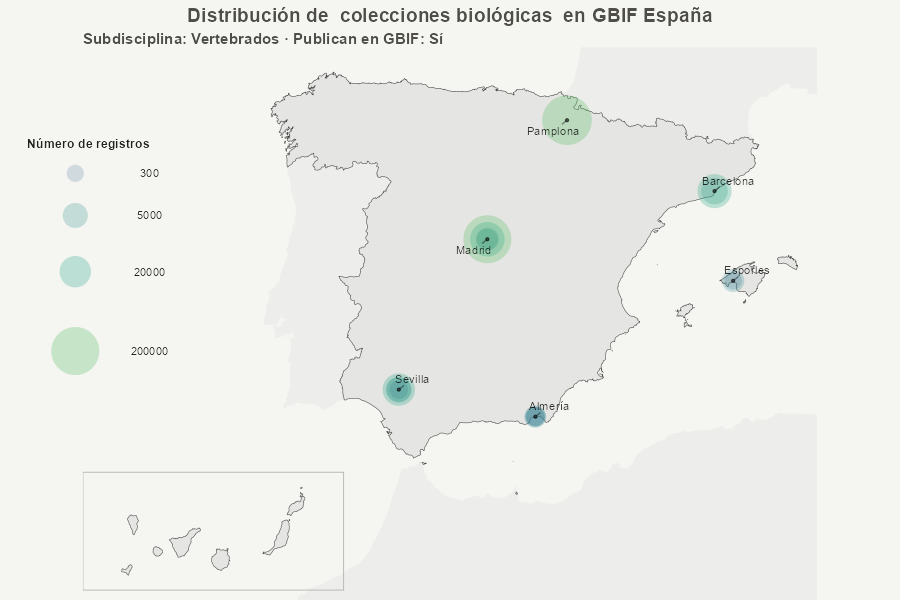 Distribución de  colecciones biológicas  en GBIF España
Subdisciplina: Vertebrados · Publican en GBIF: Sí
Número de registros
300
5000
20000
200000
Pamplona
Barcelona
Madrid
Esporles
Sevilla
Almería